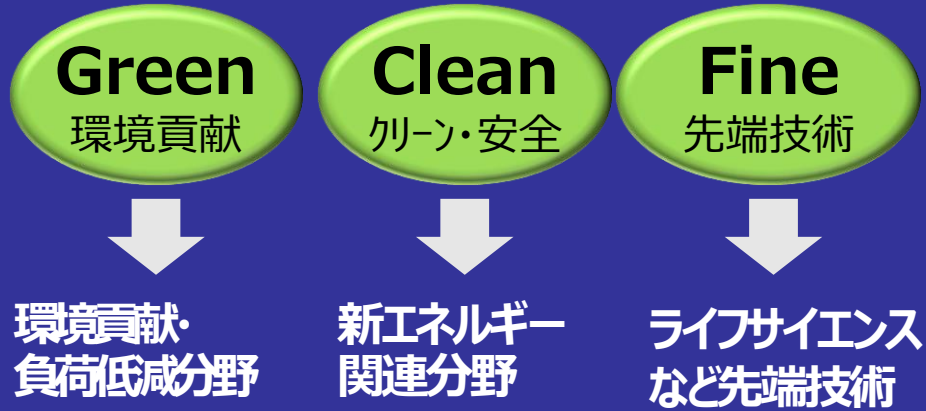 Green
環境貢献
Clean
クリーン・安全
Fine
先端技術
環境貢献・
負荷低減分野
新エネルギー
関連分野
ライフサイエンス
など先端技術